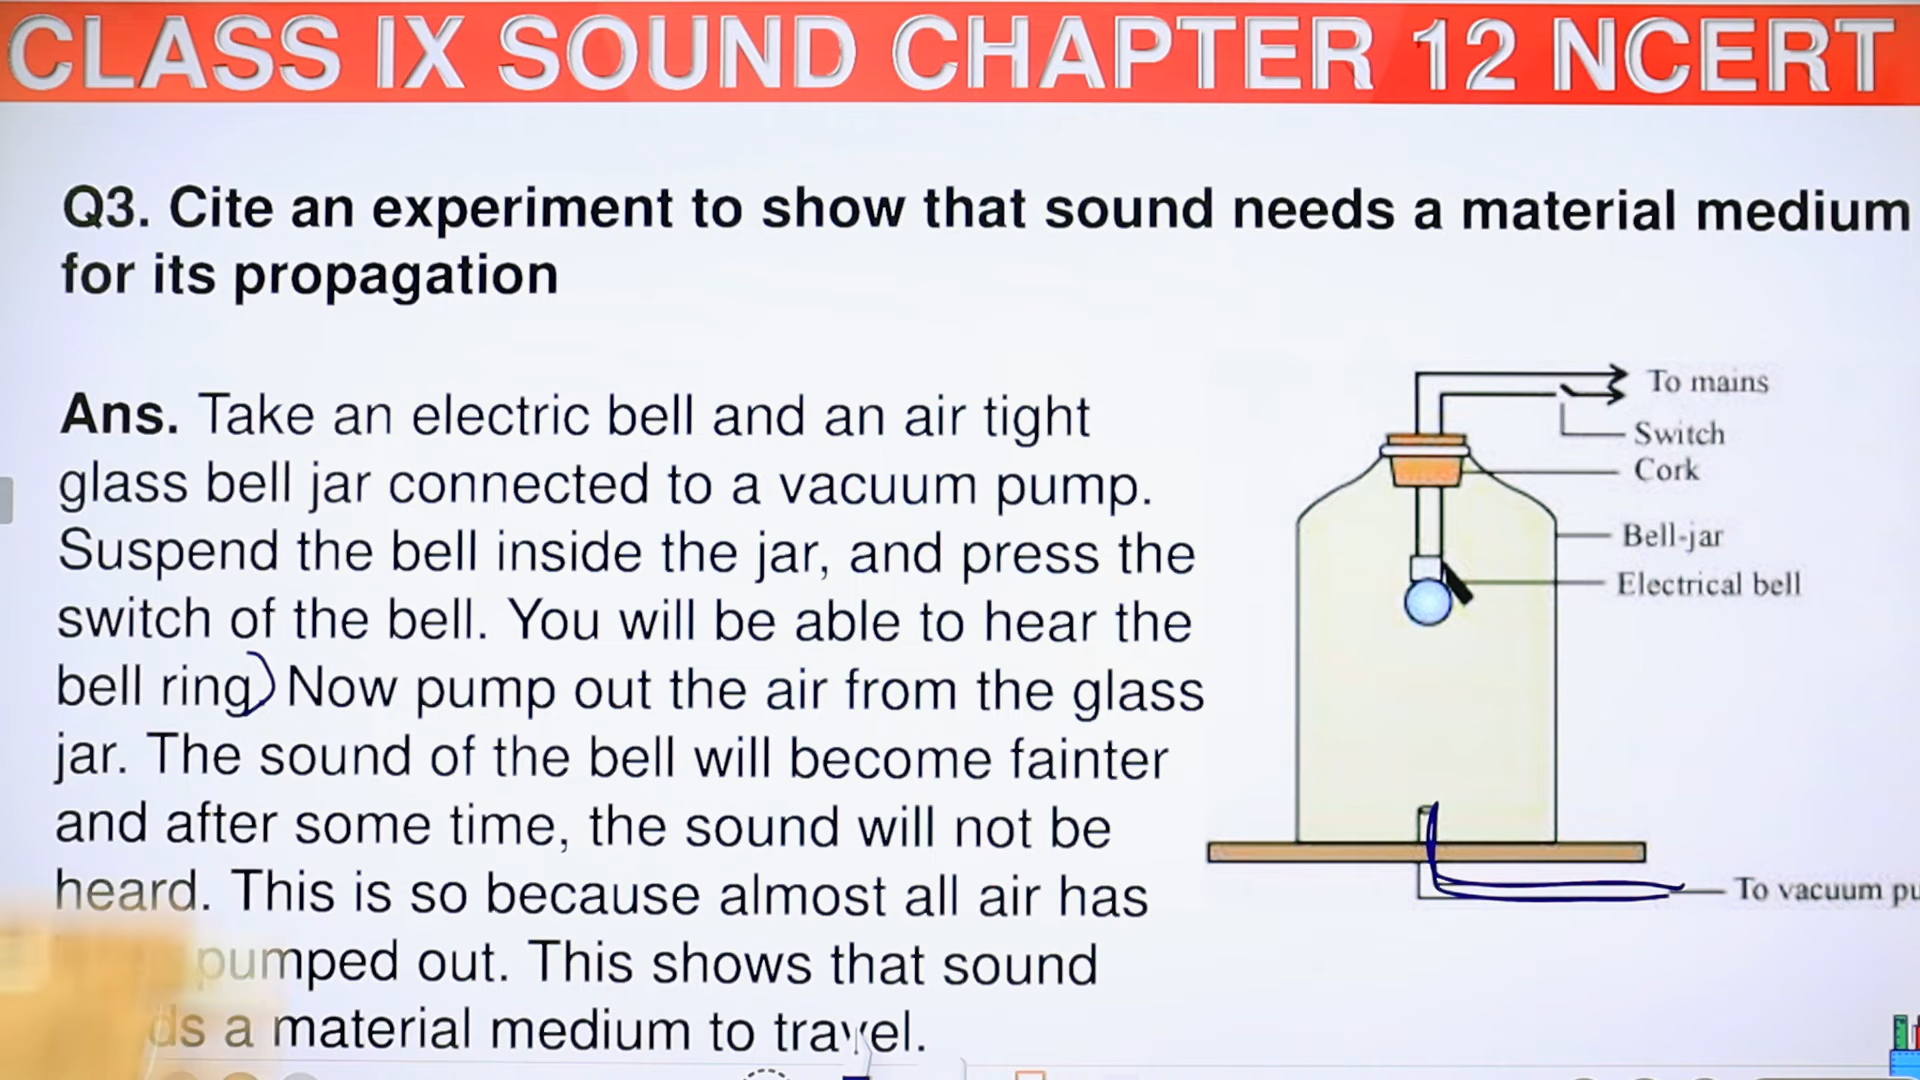 CLASS IX SOUND CHAPTER 12 NCERT
Q3. Cite an experiment to show that sound needs a material medium
for its propagation
Ans. Take an electric bell and an air tight
glass bell jar connected to a vacuum pump.
Suspend the bell inside the jar, and press the
switch of the bell. You will be able to hear the
bell ring. Now pump out the air from the glass
jar. The sound of the bell will become fainter
and after some time, the sound will not be
heard. This is so because almost all air has
pumped out. This shows that sound
a material medium to travel.
To mains
Switch
Cork
Bell-jar
Electrical bell
To vacuum